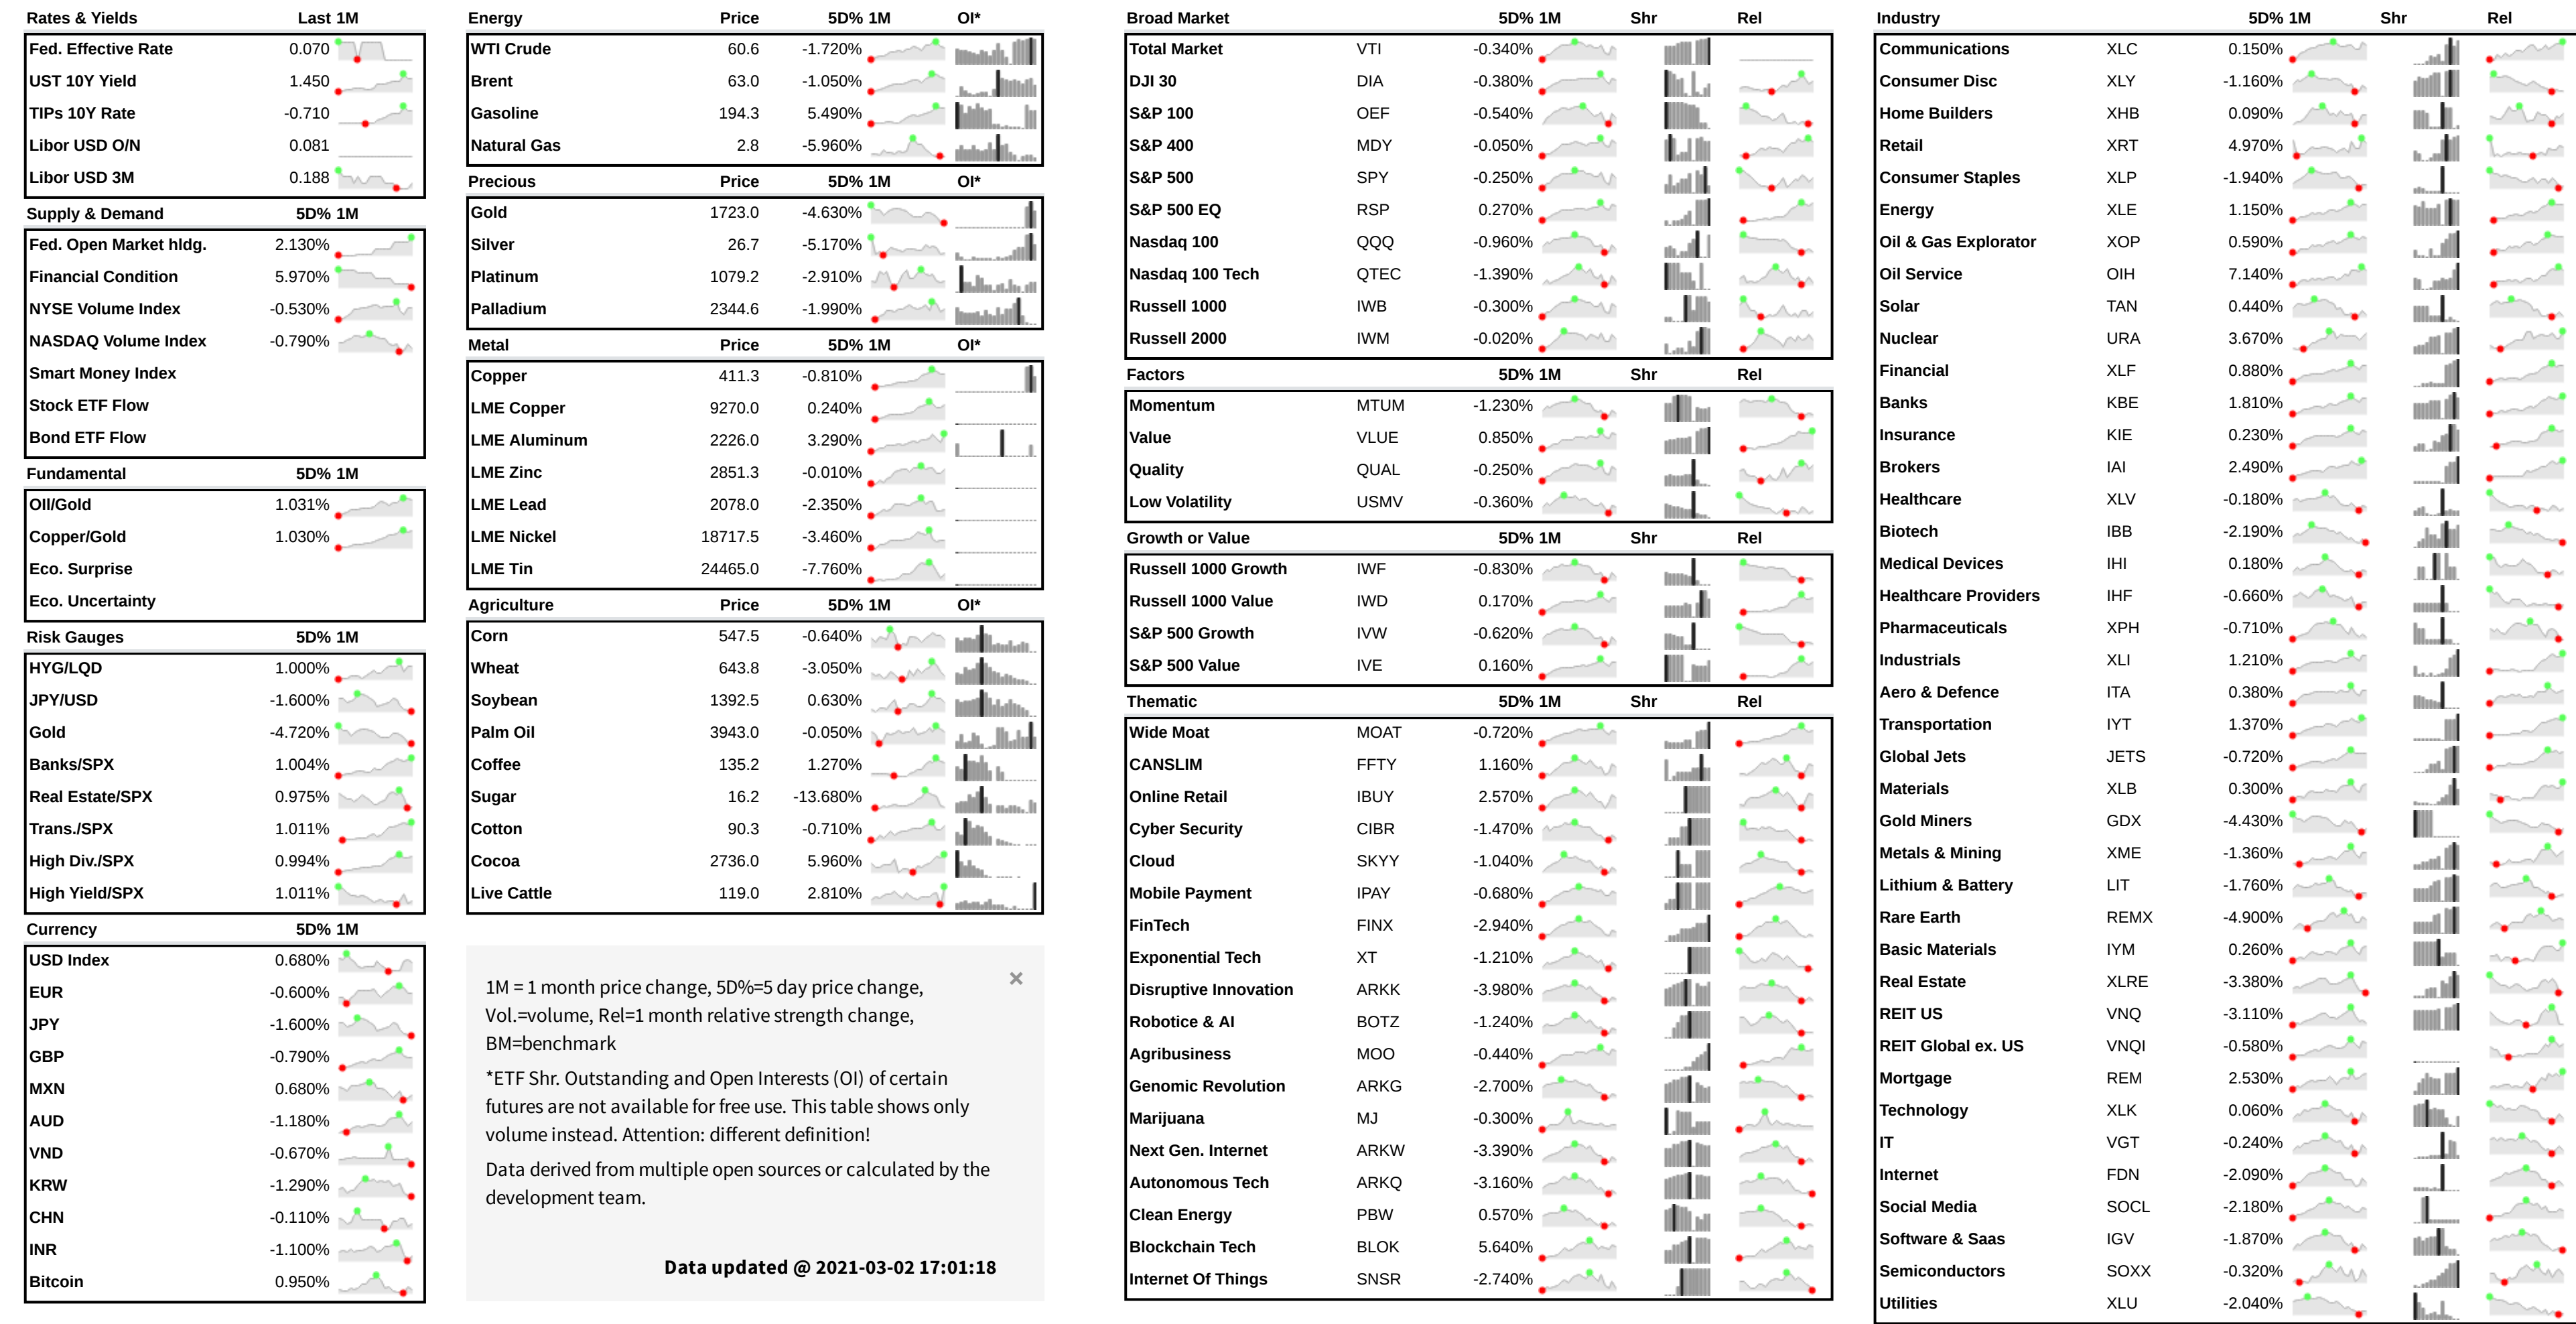 Rates & Yields Last 1M
Fed. Effective Rate 0.070
UST 10Y Yield 1.450
TIPs 10Y Rate -0.710
Libor USD O/N 0.081
Libor USD 3M 0.188
Supply & Demand 5D% 1M
Fed. Open Market hldg. 2.130%
Financial Condition 5.970%
NYSE Volume Index -0.530%
NASDAQ Volume Index -0.790%
Smart Money Index
Stock ETF Flow
Bond ETF Flow
Fundamental 5D% 1M
OIl/Gold 1.031%
Copper/Gold 1.030%
Eco. Surprise
Eco. Uncertainty
Risk Gauges 5D% 1M
HYG/LQD 1.000%
JPY/USD -1.600%
Gold -4.720%
Banks/SPX 1.004%
Real Estate/SPX 0.975%
Trans./SPX 1.011%
High Div./SPX 0.994%
High Yield/SPX 1.011%
Currency 5D% 1M
USD Index 0.680%
EUR -0.600%
JPY -1.600%
GBP -0.790%
MXN 0.680%
AUD -1.180%
VND -0.670%
KRW -1.290%
CHN -0.110%
INR -1.100%
Bitcoin 0.950%
Energy Price 5D% 1M OI*
WTI Crude 60.6 -1.720%
Brent 63.0 -1.050%
Gasoline 194.3 5.490%
Natural Gas 2.8 -5.960%
Precious Price 5D% 1M OI*
Gold 1723.0 -4.630%
Silver 26.7 -5.170%
Platinum 1079.2 -2.910%
Palladium 2344.6 -1.990%
Metal Price 5D% 1M OI*
Copper 411.3 -0.810%
LME Copper 9270.0 0.240%
LME Aluminum 2226.0 3.290%
LME Zinc 2851.3 -0.010%
LME Lead 2078.0 -2.350%
LME Nickel 18717.5 -3.460%
LME Tin 24465.0 -7.760%
Agriculture Price 5D% 1M OI*
Corn 547.5 -0.640%
Wheat 643.8 -3.050%
Soybean 1392.5 0.630%
Palm Oil 3943.0 -0.050%
Coffee 135.2 1.270%
Sugar 16.2 -13.680%
Cotton 90.3 -0.710%
Cocoa 2736.0 5.960%
Live Cattle 119.0 2.810%
×
1M = 1 month price change, 5D%=5 day price change,
Vol.=volume, Rel=1 month relative strength change,
BM=benchmark
*ETF Shr. Outstanding and Open Interests (OI) of certain
futures are not available for free use. This table shows only
volume instead. Attention: different definition!
Data derived from multiple open sources or calculated by the
development team.
Data updated @ 2021-03-02 17:01:18
Broad Market 5D% 1M Shr Rel
Total Market VTI -0.340%
DJI 30 DIA -0.380%
S&P 100 OEF -0.540%
S&P 400 MDY -0.050%
S&P 500 SPY -0.250%
S&P 500 EQ RSP 0.270%
Nasdaq 100 QQQ -0.960%
Nasdaq 100 Tech QTEC -1.390%
Russell 1000 IWB -0.300%
Russell 2000 IWM -0.020%
Factors 5D% 1M Shr Rel
Momentum MTUM -1.230%
Value VLUE 0.850%
Quality QUAL -0.250%
Low Volatility USMV -0.360%
Growth or Value 5D% 1M Shr Rel
Russell 1000 Growth IWF -0.830%
Russell 1000 Value IWD 0.170%
S&P 500 Growth IVW -0.620%
S&P 500 Value IVE 0.160%
Thematic 5D% 1M Shr Rel
Wide Moat MOAT -0.720%
CANSLIM FFTY 1.160%
Online Retail IBUY 2.570%
Cyber Security CIBR -1.470%
Cloud SKYY -1.040%
Mobile Payment IPAY -0.680%
FinTech FINX -2.940%
Exponential Tech XT -1.210%
Disruptive Innovation ARKK -3.980%
Robotice & AI BOTZ -1.240%
Agribusiness MOO -0.440%
Genomic Revolution ARKG -2.700%
Marijuana MJ -0.300%
Next Gen. Internet ARKW -3.390%
Autonomous Tech ARKQ -3.160%
Clean Energy PBW 0.570%
Blockchain Tech BLOK 5.640%
Internet Of Things SNSR -2.740%
Industry 5D% 1M Shr Rel
Communications XLC 0.150%
Consumer Disc XLY -1.160%
Home Builders XHB 0.090%
Retail XRT 4.970%
Consumer Staples XLP -1.940%
Energy XLE 1.150%
Oil & Gas Explorator XOP 0.590%
Oil Service OIH 7.140%
Solar TAN 0.440%
Nuclear URA 3.670%
Financial XLF 0.880%
Banks KBE 1.810%
Insurance KIE 0.230%
Brokers IAI 2.490%
Healthcare XLV -0.180%
Biotech IBB -2.190%
Medical Devices IHI 0.180%
Healthcare Providers IHF -0.660%
Pharmaceuticals XPH -0.710%
Industrials XLI 1.210%
Aero & Defence ITA 0.380%
Transportation IYT 1.370%
Global Jets JETS -0.720%
Materials XLB 0.300%
Gold Miners GDX -4.430%
Metals & Mining XME -1.360%
Lithium & Battery LIT -1.760%
Rare Earth REMX -4.900%
Basic Materials IYM 0.260%
Real Estate XLRE -3.380%
REIT US VNQ -3.110%
REIT Global ex. US VNQI -0.580%
Mortgage REM 2.530%
Technology XLK 0.060%
IT VGT -0.240%
Internet FDN -2.090%
Social Media SOCL -2.180%
Software & Saas IGV -1.870%
Semiconductors SOXX -0.320%
Utilities XLU -2.040%